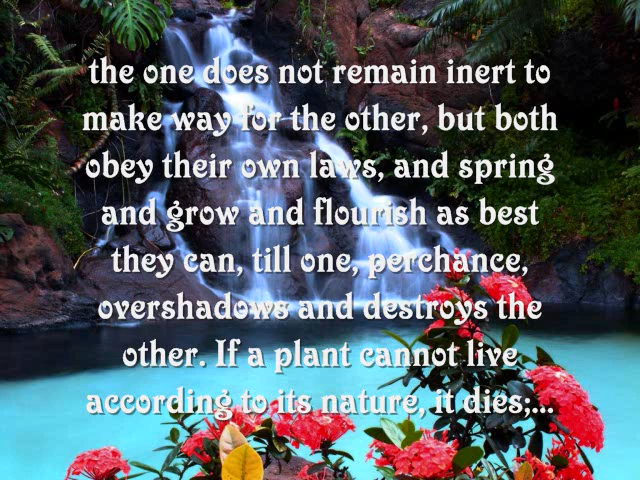 the one does not remain inert to
make way for the other, but both
obey their own laws, and spring
and grow and flourish as best
they can, till one, perchance,
overshadows and destroys the
other. If a plant cannot live
according to its nature, it dies;...